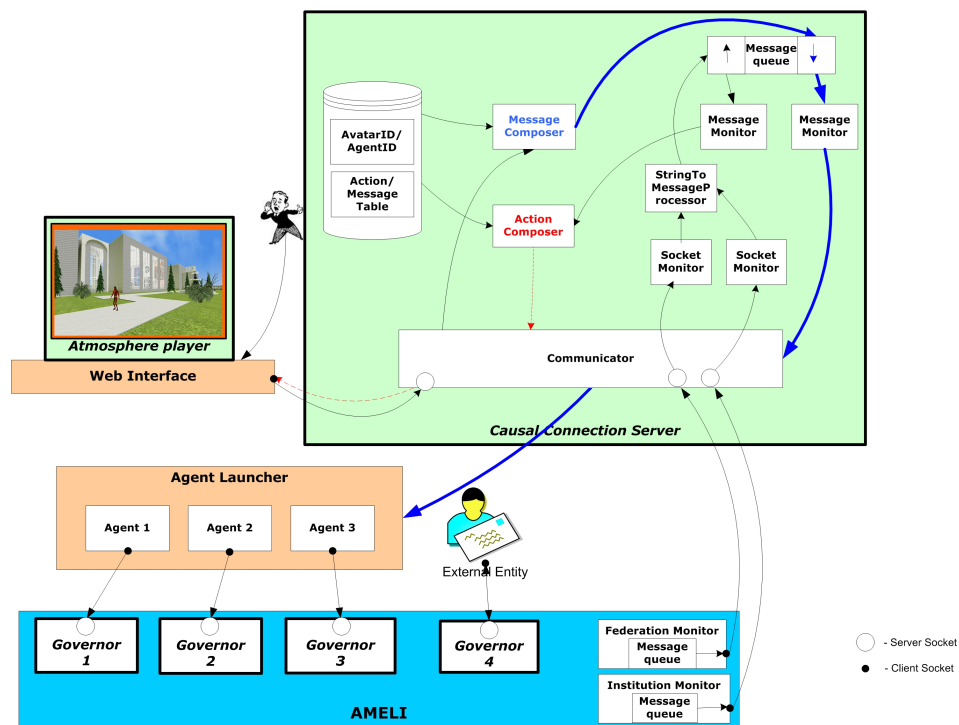 Message
queue
Message
Composer
Message
Monitor
Message
Monitor
AvatarID/
AgentID
Action/
Message
Table
StringTo
MessageP
rocessor
Action
Composer
Socket
Monitor
Socket
Monitor
Atmosphere player
Web Interface
Communicator
Causal Connection Server
Agent Launcher
Agent 1
Agent 2
Agent 3
External Entity
Governor
1
Governor
2
Governor
3
Governor
4
Federation Monitor
Message
queue
Institution Monitor
Message
queue
AMELI
- Server Socket
- Client Socket